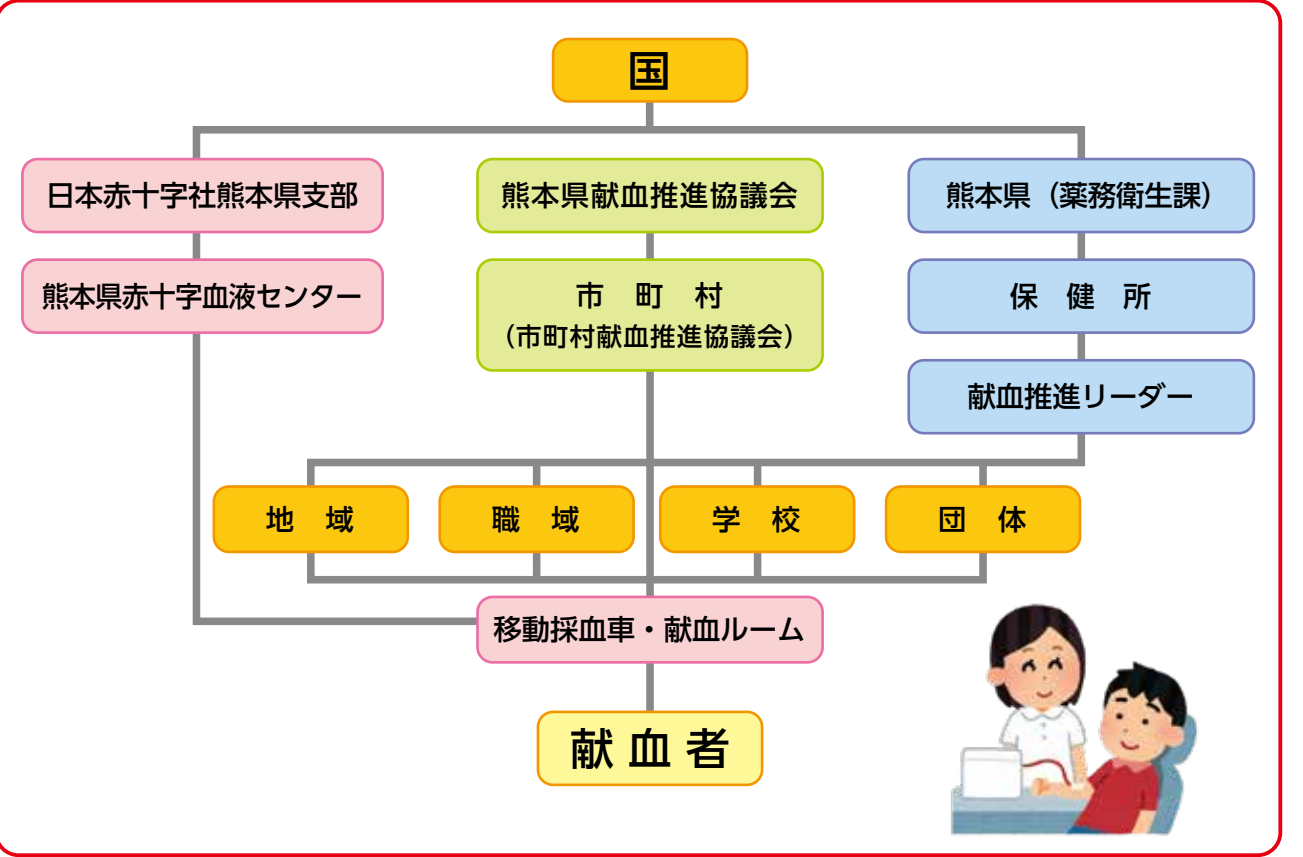 国
日本赤十字社熊本県支部
熊本県献血推進協議会
熊本県（薬務衛生課）
熊本県赤十字血液センター
市　町　村
（市町村献血推進協議会）
保　健　所
献血推進リーダー
地　域
職　域
学　校
団　体
移動採血車・献血ルーム
献 血 者